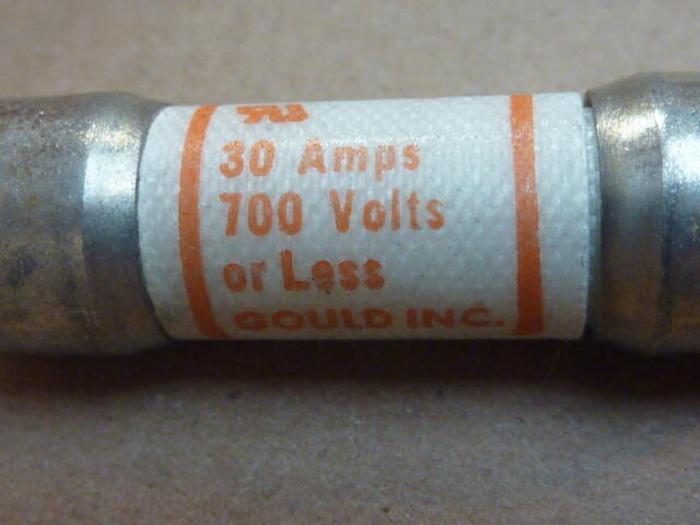 30 Amps
700 Volts
or Less
GOULD INC.